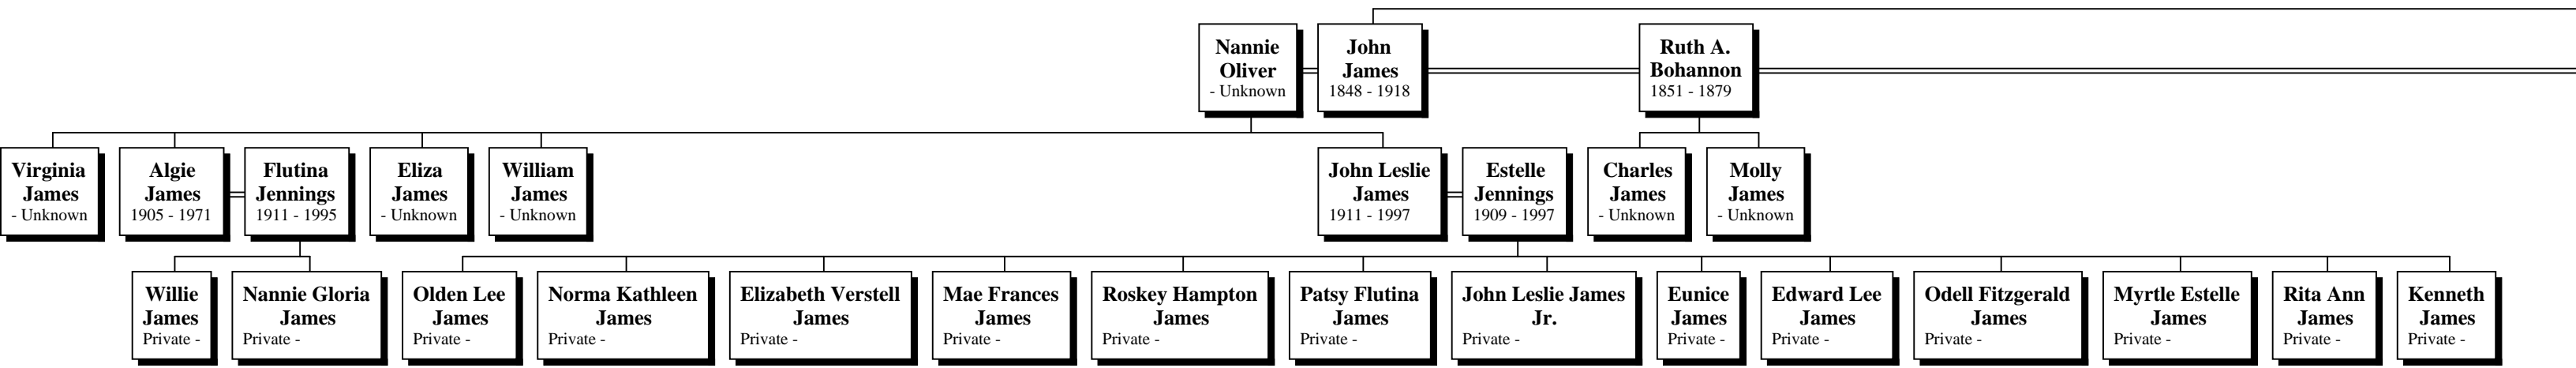 Nannie
Oliver
- Unknown
John
James
1848 - 1918
Ruth A.
Bohannon
1851 - 1879
Virginia
James
- Unknown
Algie
James
1905 - 1971
Flutina
Jennings
1911 - 1995
Eliza
James
- Unknown
William
James
- Unknown
John Leslie
James
1911 - 1997
Estelle
Jennings
1909 - 1997
Charles
James
- Unknown
Molly
James
- Unknown
Willie
James
Private -
Nannie Gloria
James
Private -
Olden Lee
James
Private -
Norma Kathleen
James
Private -
Elizabeth Verstell
James
Private -
Mae Frances
James
Private -
Roskey Hampton
James
Private -
Patsy Flutina
James
Private -
John Leslie James
Jr.
Private -
Eunice
James
Private -
Edward Lee
James
Private -
Odell Fitzgerald
James
Private -
Myrtle Estelle
James
Private -
Rita Ann
James
Private -
Kenneth
James
Private -